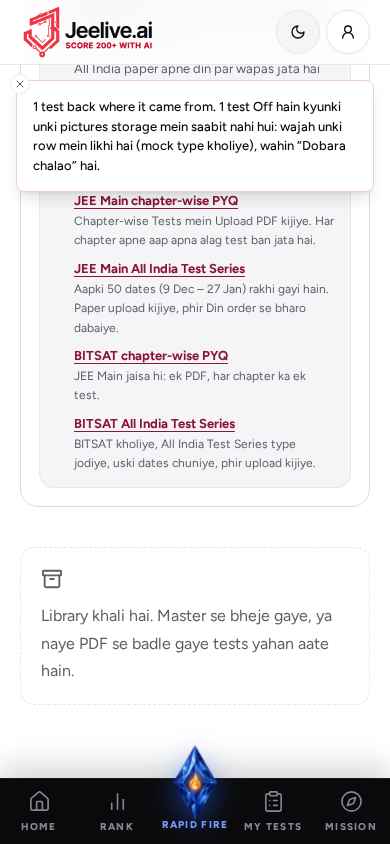 Jeelive.ai
SCORE 200+ WITH AI
All India paper apne din par wapas jata hai
1 test back where it came from. 1 test Off hain kyunki
unki pictures storage mein saabit nahi hui: wajah unki
row mein likhi hai (mock type kholiye), wahin “Dobara
chalao” hai.
JEE Main chapter-wise PYQ
Chapter-wise Tests mein Upload PDF kijiye. Har
chapter apne aap apna alag test ban jata hai.
JEE Main All India Test Series
Aapki 50 dates (9 Dec – 27 Jan) rakhi gayi hain.
Paper upload kijiye, phir Din order se bharo
dabaiye.
BITSAT chapter-wise PYQ
JEE Main jaisa hi: ek PDF, har chapter ka ek
test.
BITSAT All India Test Series
BITSAT kholiye, All India Test Series type
jodiye, uski dates chuniye, phir upload kijiye.
Library khali hai. Master se bheje gaye, ya
naye PDF se badle gaye tests yahan aate
hain.
HOME
RANK
RAPID FIRE
MY TESTS
MISSION